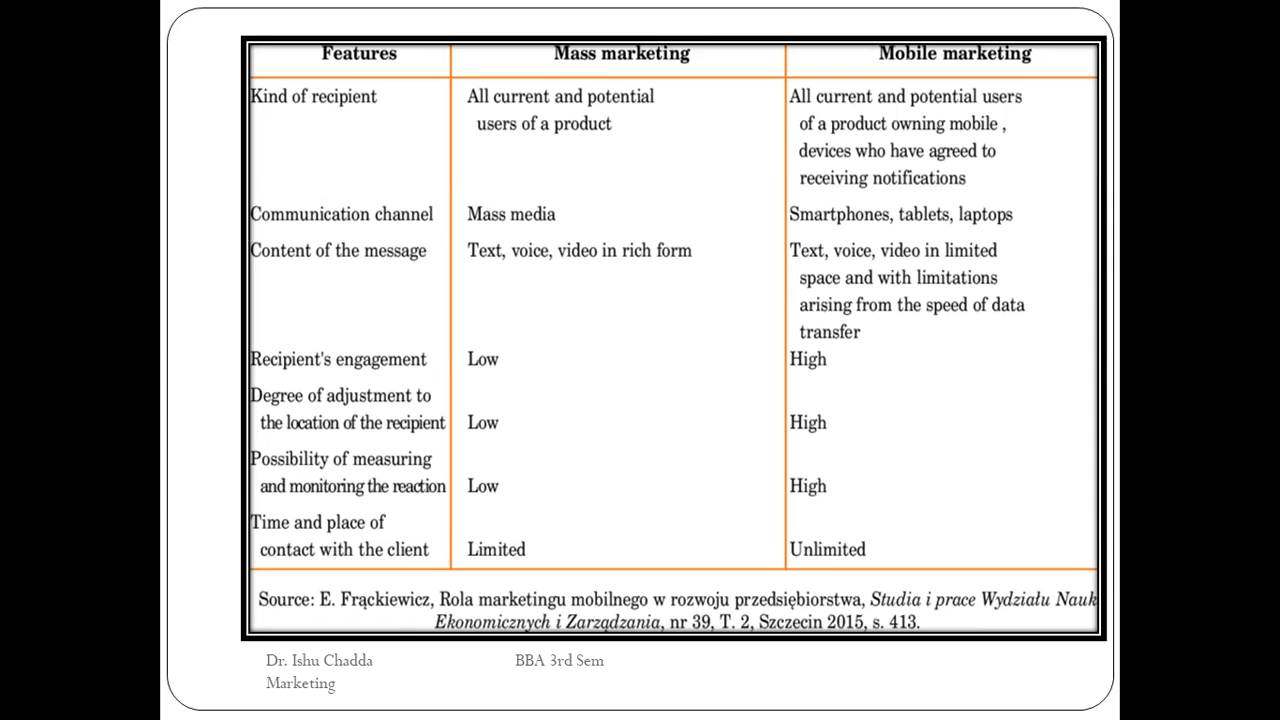 Features Mass marketing Mobile marketing
Kind of recipient All current and potential All current and potential users
users of a product of a product owning mobile ,
devices who have agreed to
receiving notifications
Communication channel Mass media Smartphones, tablets, laptops
Content of the message Text, voice, video in rich form Text, voice, video in limited
space and with limitations
arising from the speed of data
transfer
Recipient's engagement Low High
Degree of adjustment to
the location of the recipient Low High
Possibility of measuring
and monitoring the reaction Low High
Time and place of
contact with the client Limited Unlimited
Source: E. Frąckiewicz, Rola marketingu mobilnego w rozwoju przedsiębiorstwa, Studia i prace Wydziału Nauk
Ekonomicznych i Zarządzania, nr 39, T. 2, Szczecin 2015, s. 413.
Dr. Ishu Chadda BBA 3rd Sem
Marketing